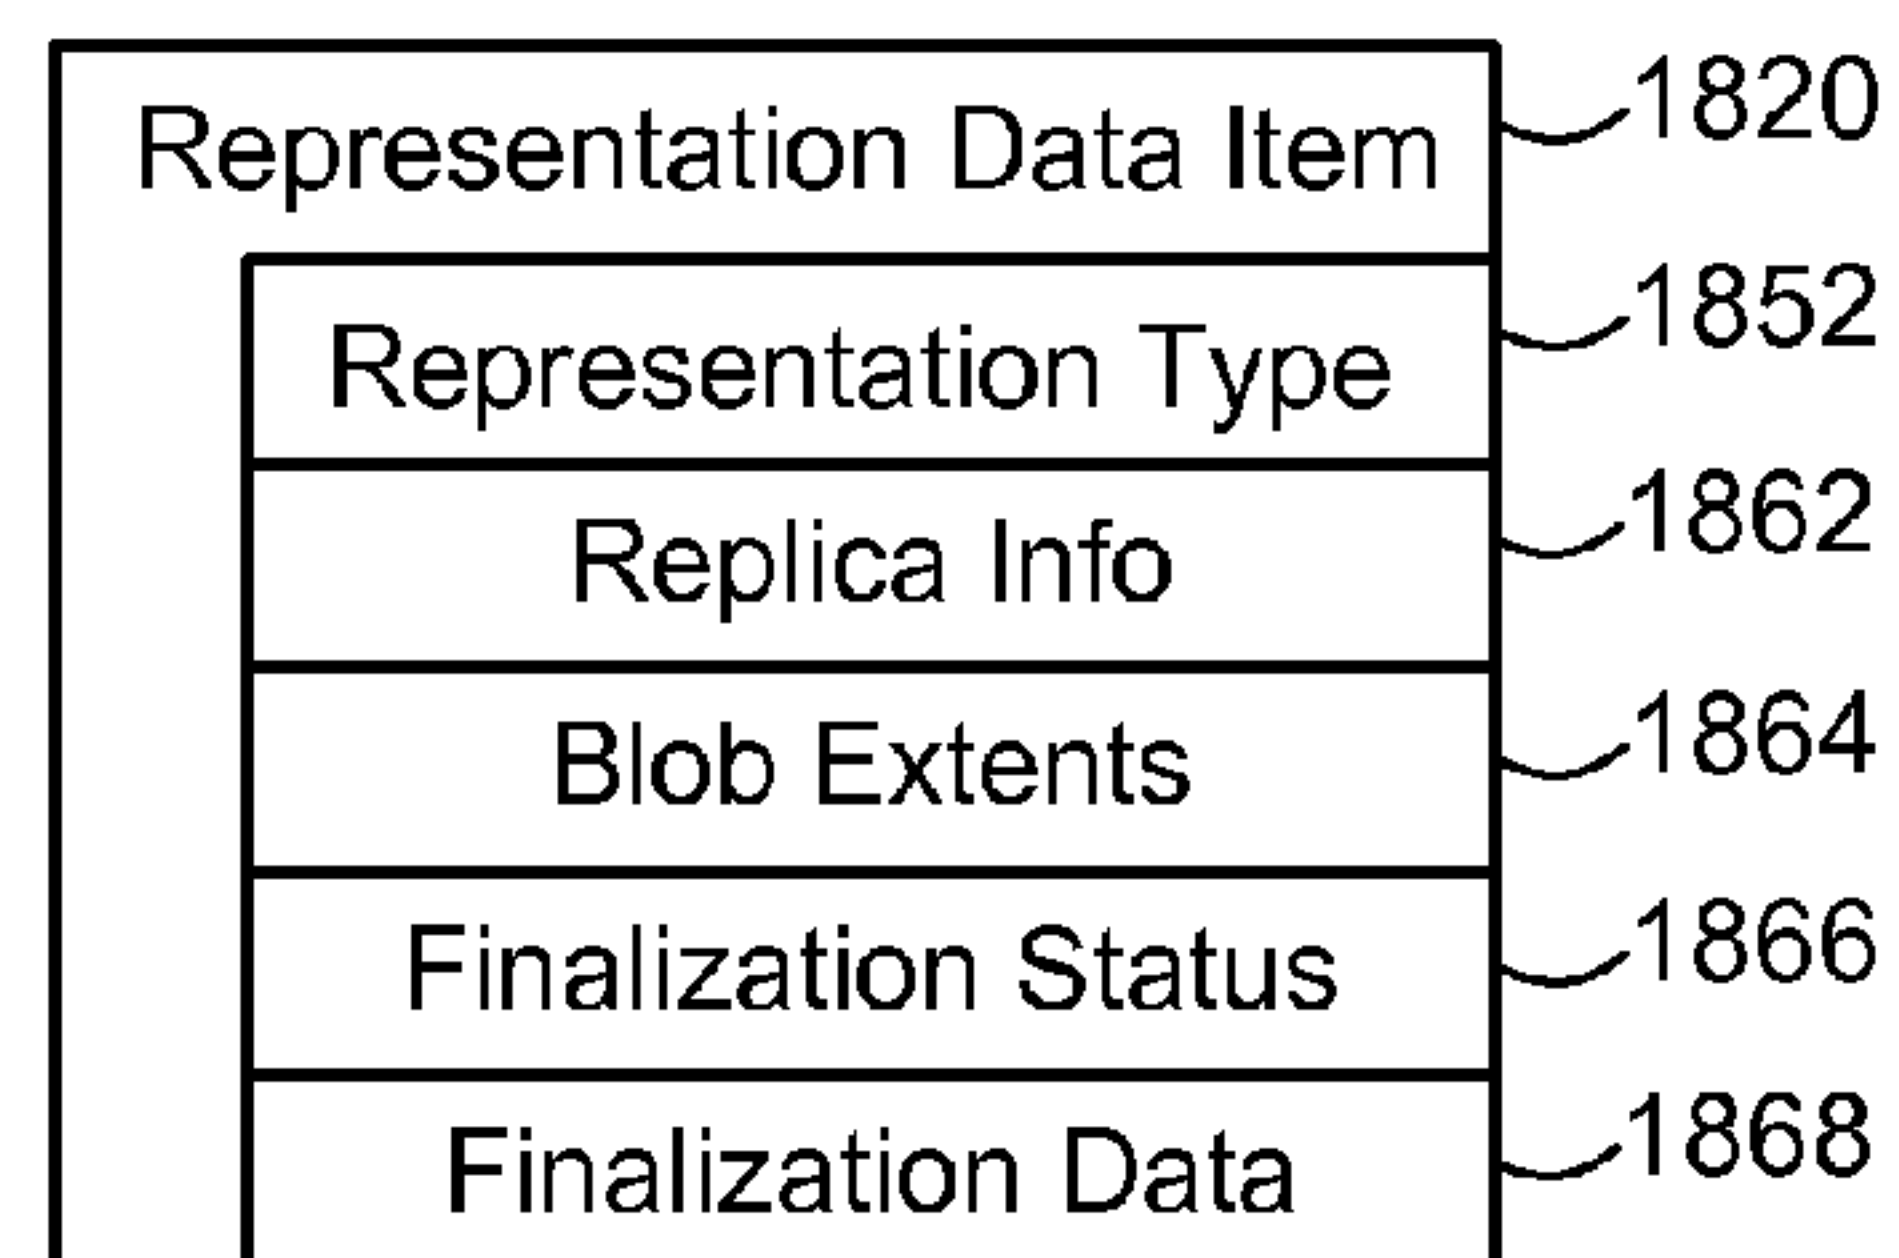 Representation Data Item 1820
Representation Type 1852
Replica Info 1862
Blob Extents 1864
Finalization Status 1866
Finalization Data 1868